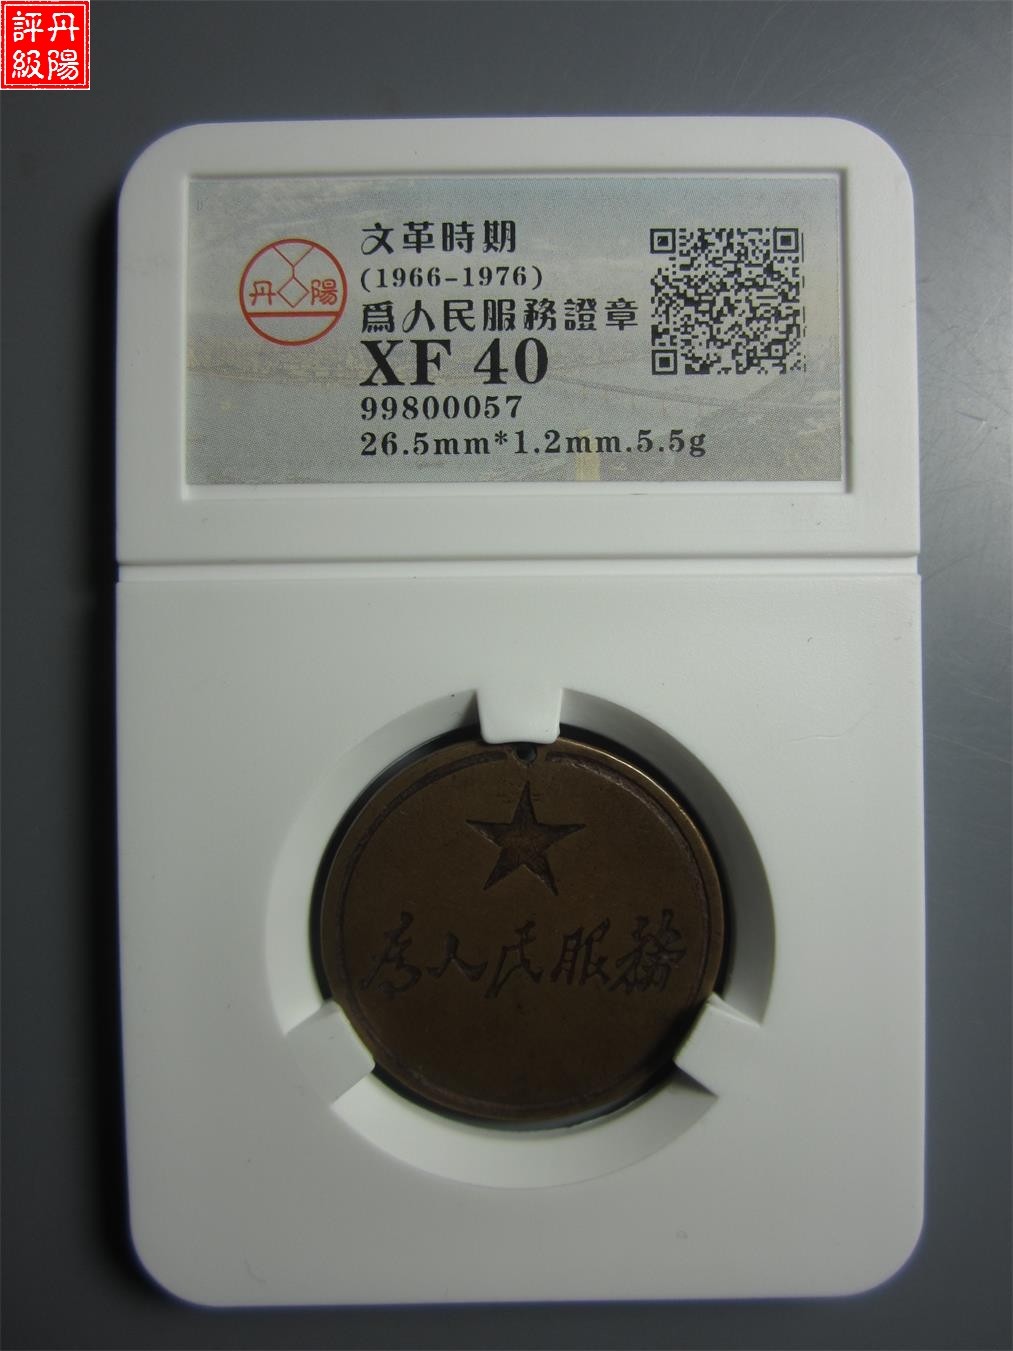 評丹
級陽
丹陽
文革時期
(1966-1976)
爲人民服務證章
XF 40
99800057
26.5mm*1.2mm.5.5g
為人民服務